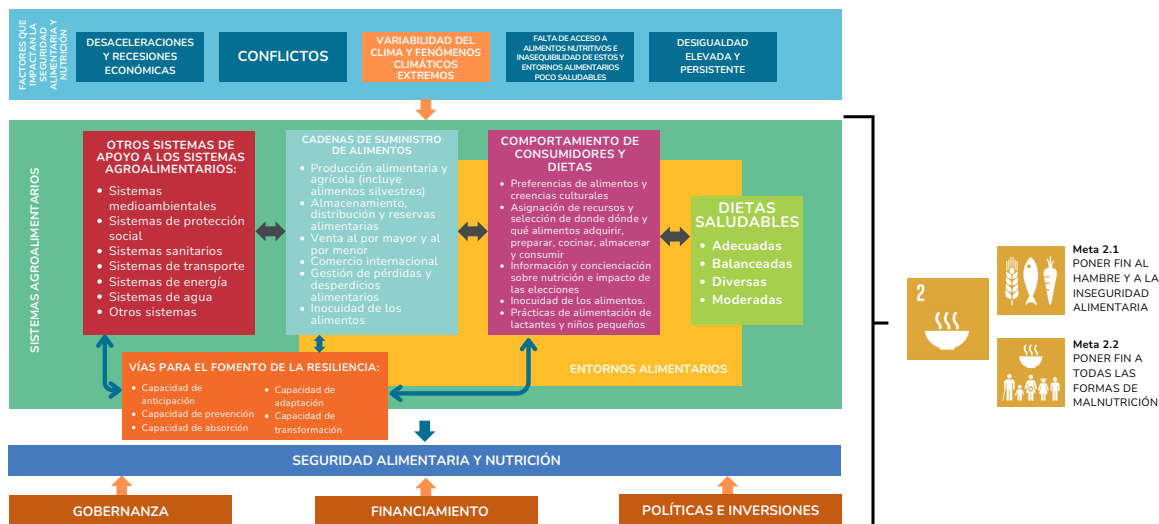 FACTORES QUE
IMPACTAN LA
SEGURIDAD
ALIMENTARIA Y
NUTRICIÓN
DESACELERACIONES
Y RECESIONES
ECONÓMICAS
CONFLICTOS
VARIABILIDAD DEL
CLIMA Y FENÓMENOS
CLIMÁTICOS
EXTREMOS
FALTA DE ACCESO A
ALIMENTOS NUTRITIVOS E
INASEQUIBILIDAD DE ESTOS Y
ENTORNOS ALIMENTARIOS
POCO SALUDABLES
DESIGUALDAD
ELEVADA Y
PERSISTENTE
SISTEMAS AGROALIMENTARIOS
OTROS SISTEMAS DE
APOYO A LOS SISTEMAS
AGROALIMENTARIOS:
• Sistemas
medioambientales
• Sistemas de protección
social
• Sistemas sanitarios
• Sistemas de transporte
• Sistemas de energía
• Sistemas de agua
• Otros sistemas
CADENAS DE SUMINISTRO
DE ALIMENTOS
• Producción alimentaria y
agrícola (incluye
alimentos silvestres)
• Almacenamiento,
distribución y reservas
alimentarias
• Venta al por mayor y al
por menor
• Comercio internacional
• Gestión de pérdidas y
desperdicios
alimentarios
• Inocuidad de los
alimentos
COMPORTAMIENTO DE
CONSUMIDORES Y
DIETAS
• Preferencias de alimentos y
creencias culturales
• Asignación de recursos y
selección de donde dónde y
qué alimentos adquirir,
preparar, cocinar, almacenar
y consumir
• Información y concienciación
sobre nutrición e impacto de
las elecciones
• Inocuidad de los alimentos.
• Prácticas de alimentación de
lactantes y niños pequeños
DIETAS
SALUDABLES
• Adecuadas
• Balanceadas
• Diversas
• Moderadas
ENTORNOS ALIMENTARIOS
VÍAS PARA EL FOMENTO DE LA RESILIENCIA:
• Capacidad de
anticipación
• Capacidad de prevención
• Capacidad de absorción
• Capacidad de
adaptación
• Capacidad de
transformación
SEGURIDAD ALIMENTARIA Y NUTRICIÓN
GOBERNANZA
FINANCIAMIENTO
POLÍTICAS E INVERSIONES
2
Meta 2.1
PONER FIN AL
HAMBRE Y A LA
INSEGURIDAD
ALIMENTARIA
Meta 2.2
PONER FIN A
TODAS LAS
FORMAS DE
MALNUTRICIÓN